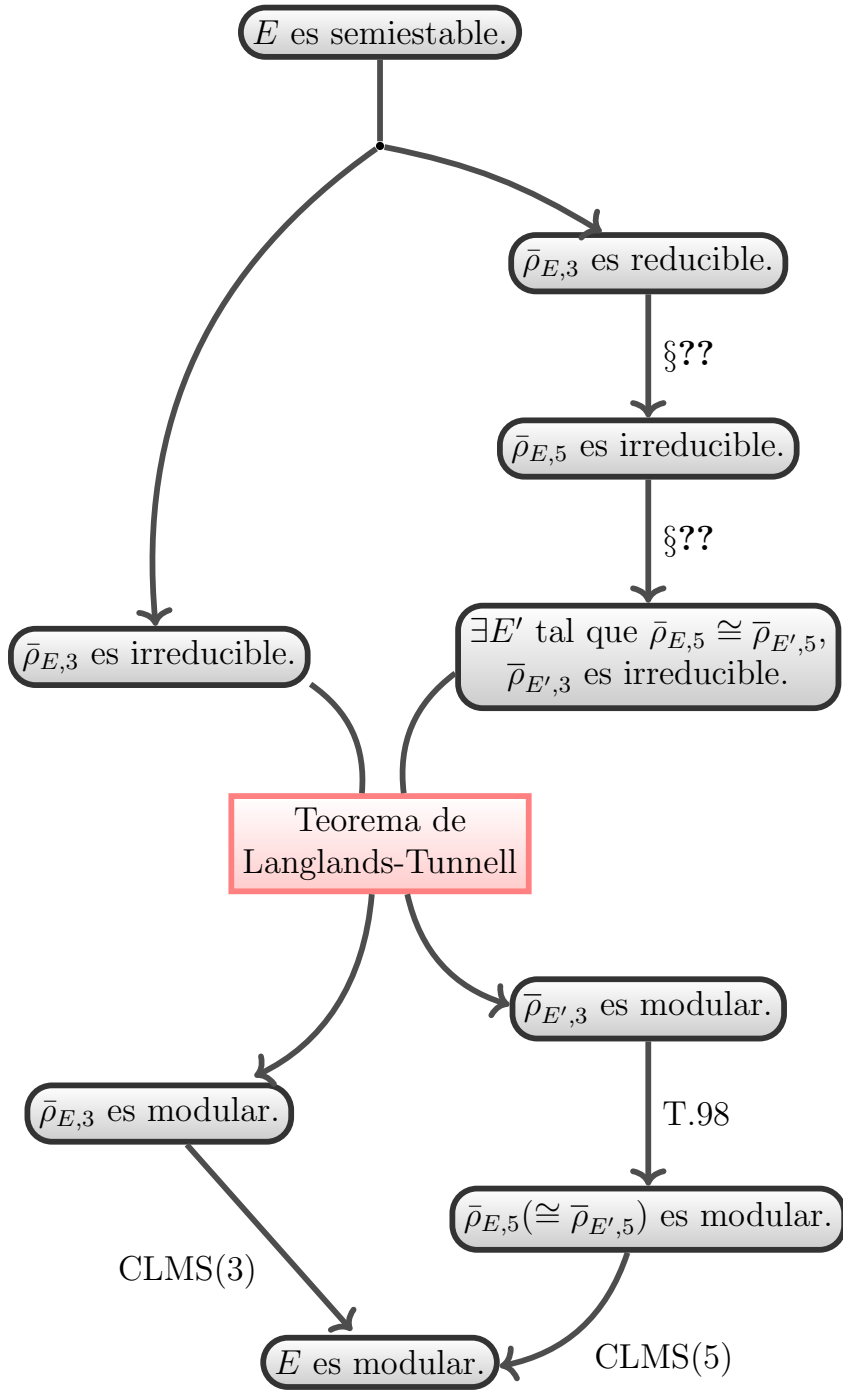 E es semiestable.
ρ̄_{E,3} es reducible.
§??
ρ̄_{E,5} es irreducible.
§??
∃E′ tal que ρ̄_{E,5} ≅ ρ̅_{E′,5},
ρ̅_{E′,3} es irreducible.
ρ̄_{E,3} es irreducible.
Teorema de
Langlands-Tunnell
ρ̅_{E′,3} es modular.
ρ̄_{E,3} es modular.
T.98
ρ̄_{E,5}(≅ ρ̅_{E′,5}) es modular.
CLMS(3)
E es modular.
CLMS(5)